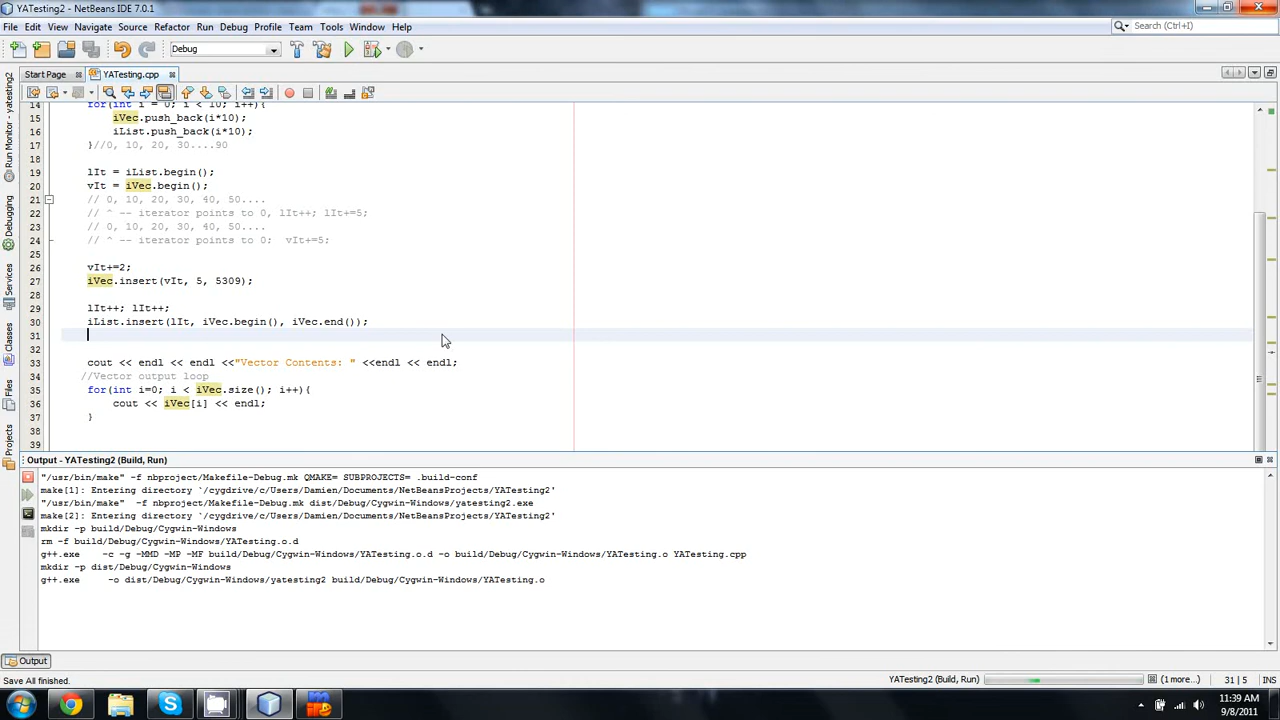 YATesting2 - NetBeans IDE 7.0.1
File Edit View Navigate Source Refactor Run Debug Profile Team Tools Window Help
Search (Ctrl+I)
Debug
Start Page YATesting.cpp
Run Monitor - yatesting2
Debugging
Services
Classes
Files
Projects
14 for(int i = 0; i < 10; i++){
15 iVec.push_back(i*10);
16 iList.push_back(i*10);
17 }//0, 10, 20, 30....90
18
19 lIt = iList.begin();
20 vIt = iVec.begin();
21 // 0, 10, 20, 30, 40, 50....
22 // ^ -- iterator points to 0, lIt++; lIt+=5;
23 // 0, 10, 20, 30, 40, 50....
24 // ^ -- iterator points to 0;  vIt+=5;
25
26 vIt+=2;
27 iVec.insert(vIt, 5, 5309);
28
29 lIt++; lIt++;
30 iList.insert(lIt, iVec.begin(), iVec.end());
31
32
33 cout << endl << endl <<"Vector Contents: " <<endl << endl;
34 //Vector output loop
35 for(int i=0; i < iVec.size(); i++){
36 cout << iVec[i] << endl;
37 }
38
39
Output - YATesting2 (Build, Run)
"/usr/bin/make" -f nbproject/Makefile-Debug.mk QMAKE= SUBPROJECTS= .build-conf
make[1]: Entering directory `/cygdrive/c/Users/Damien/Documents/NetBeansProjects/YATesting2'
"/usr/bin/make"  -f nbproject/Makefile-Debug.mk dist/Debug/Cygwin-Windows/yatesting2.exe
make[2]: Entering directory `/cygdrive/c/Users/Damien/Documents/NetBeansProjects/YATesting2'
mkdir -p build/Debug/Cygwin-Windows
rm -f build/Debug/Cygwin-Windows/YATesting.o.d
g++.exe    -c -g -MMD -MP -MF build/Debug/Cygwin-Windows/YATesting.o.d -o build/Debug/Cygwin-Windows/YATesting.o YATesting.cpp
mkdir -p dist/Debug/Cygwin-Windows
g++.exe     -o dist/Debug/Cygwin-Windows/yatesting2 build/Debug/Cygwin-Windows/YATesting.o
Output
Save All finished.
YATesting2 (Build, Run) (1 more...) 31 | 5 INS
11:39 AM
9/8/2011